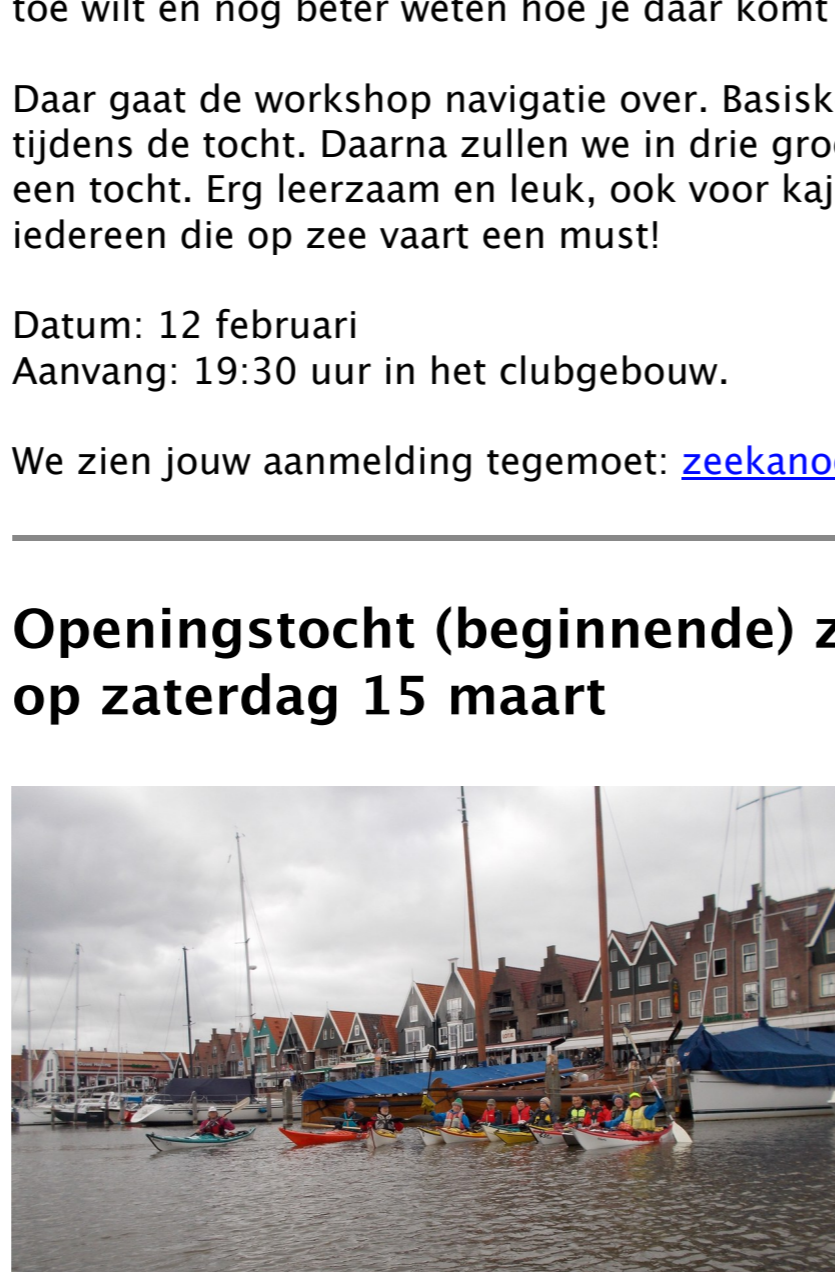 toe wilt en nog beter weten hoe je daar komt
Daar gaat de workshop navigatie over. Basisk
tijdens de tocht. Daarna zullen we in drie gro
een tocht. Erg leerzaam en leuk, ook voor kaj
iedereen die op zee vaart een must!
Datum: 12 februari
Aanvang: 19:30 uur in het clubgebouw.
We zien jouw aanmelding tegemoet: zeekano
Openingstocht (beginnende) z
op zaterdag 15 maart